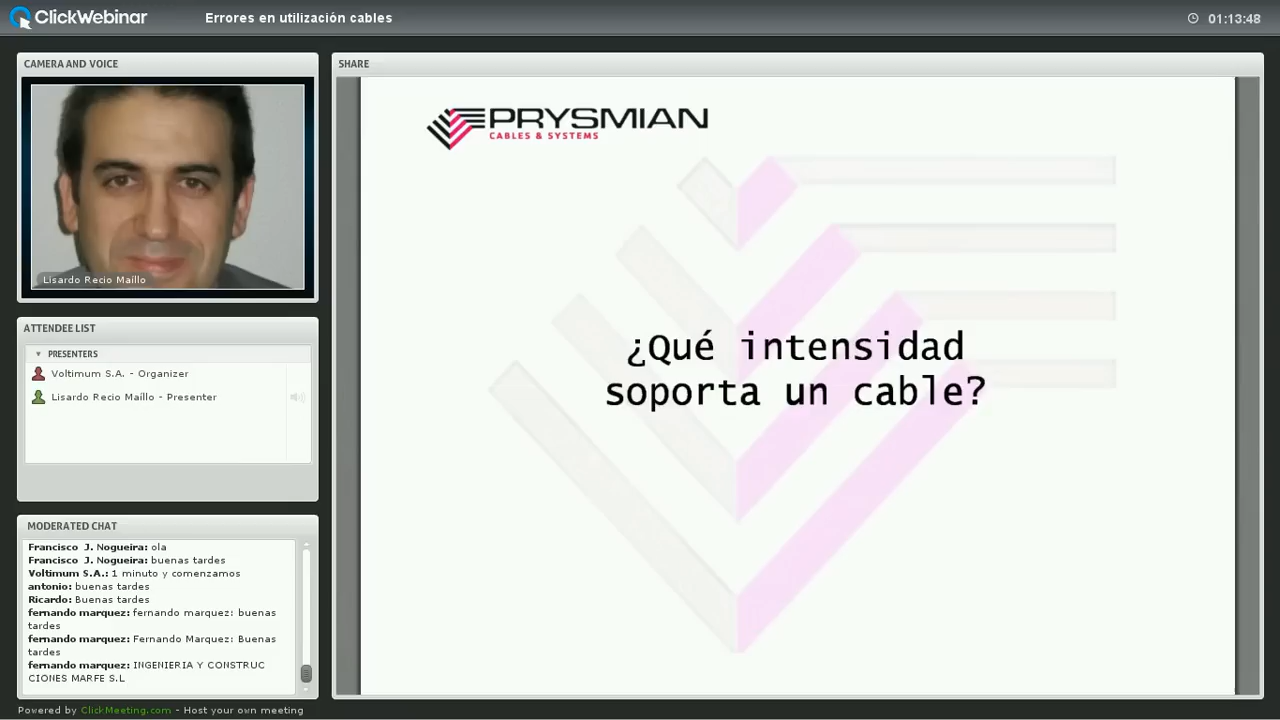 ClickWebinar
Errores en utilización cables
01:13:48
CAMERA AND VOICE
Lisardo Recio Maíllo
ATTENDEE LIST
PRESENTERS
Voltimum S.A. - Organizer
Lisardo Recio Maíllo - Presenter
MODERATED CHAT
Francisco J. Nogueira: ola
Francisco J. Nogueira: buenas tardes
Voltimum S.A.: 1 minuto y comenzamos
antonio: buenas tardes
Ricardo: Buenas tardes
fernando marquez: fernando marquez: buenas
tardes
fernando marquez: Fernando Marquez: Buenas
tardes
fernando marquez: INGENIERIA Y CONSTRUC
CIONES MARFE S.L
SHARE
PRYSMIAN
CABLES & SYSTEMS
¿Qué intensidad
soporta un cable?
Powered by ClickMeeting.com - Host your own meeting